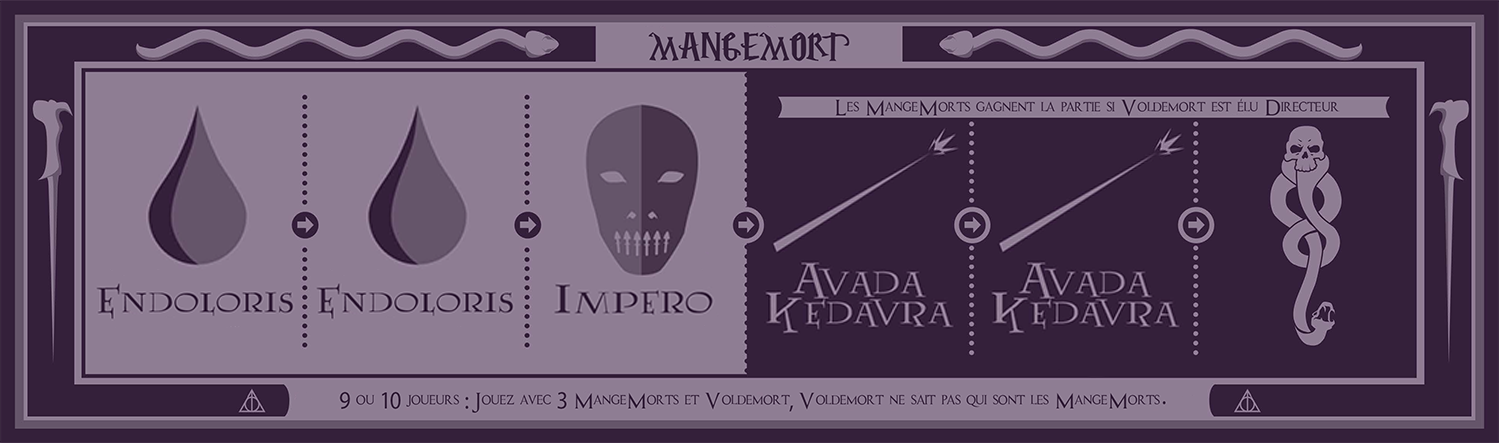 MANGEMORT
Les MangeMorts gagnent la partie si Voldemort est élu Directeur
Endoloris
Endoloris
Impero
Avada
Kedavra
Avada
Kedavra
9 ou 10 joueurs : Jouez avec 3 MangeMorts et Voldemort, Voldemort ne sait pas qui sont les MangeMorts.